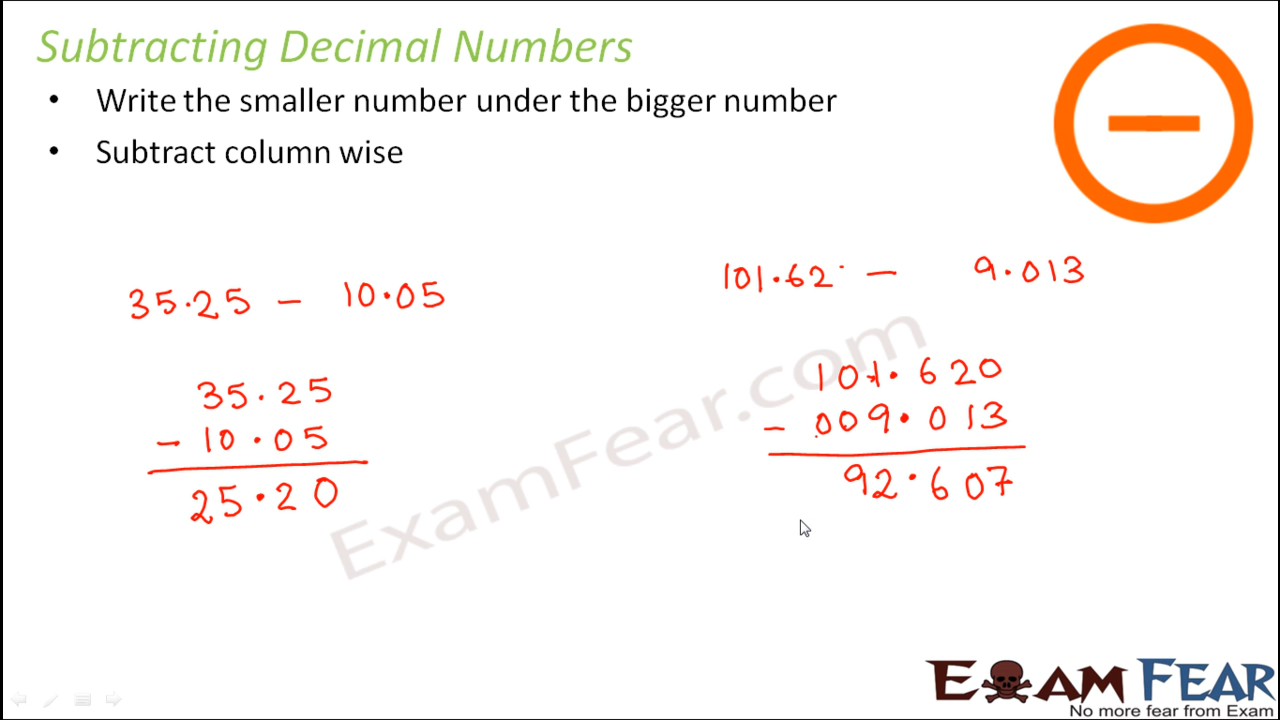 Subtracting Decimal Numbers
• Write the smaller number under the bigger number
• Subtract column wise
35.25 - 10.05
35.25
- 10.05
25.20
101.62 - 9.013
101.620
- 009.013
92.607
ExamFear.com
EXAM FEAR
No more fear from Exam